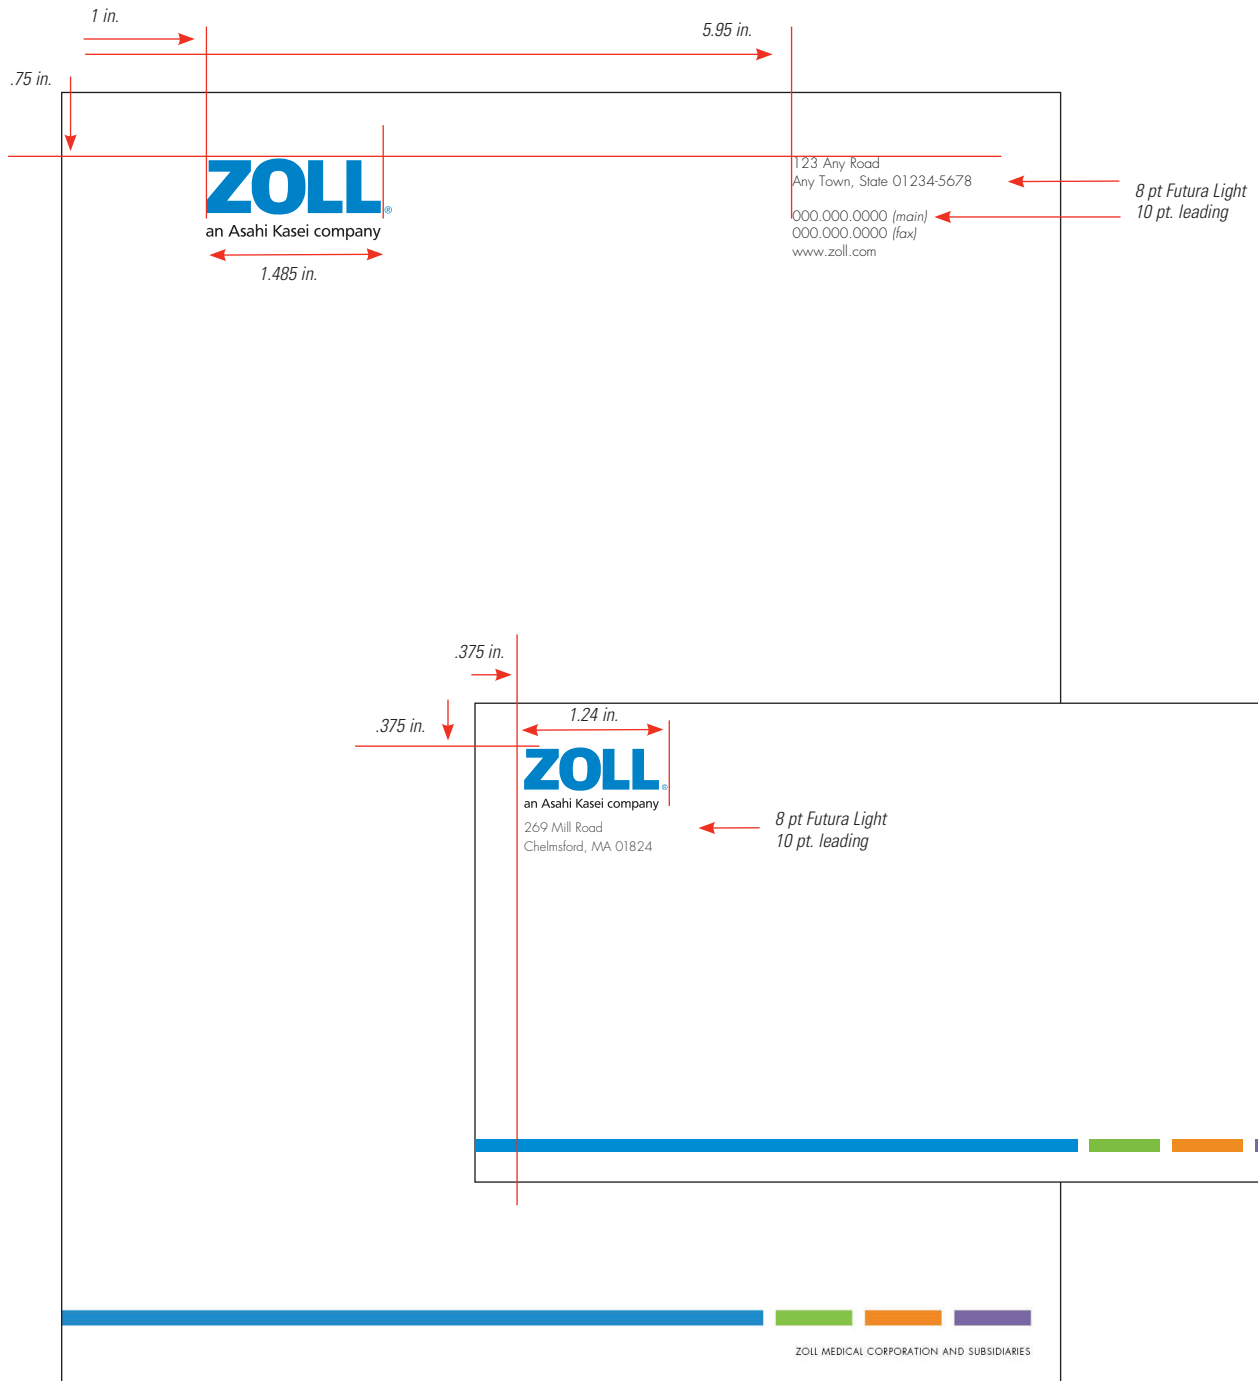 1 in.
5.95 in.
.75 in.
ZOLL®
an Asahi Kasei company
1.485 in.
123 Any Road
Any Town, State 01234-5678
000.000.0000 (main)
000.000.0000 (fax)
www.zoll.com
8 pt Futura Light
10 pt. leading
.375 in.
.375 in.
1.24 in.
ZOLL®
an Asahi Kasei company
269 Mill Road
Chelmsford, MA 01824
8 pt Futura Light
10 pt. leading
ZOLL MEDICAL CORPORATION AND SUBSIDIARIES